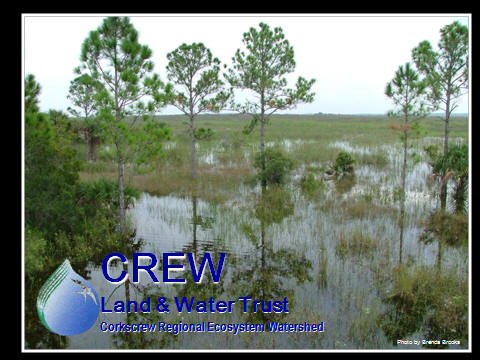 CREW
Land & Water Trust
Corkscrew Regional Ecosystem Watershed
Photo by Brenda Brooks